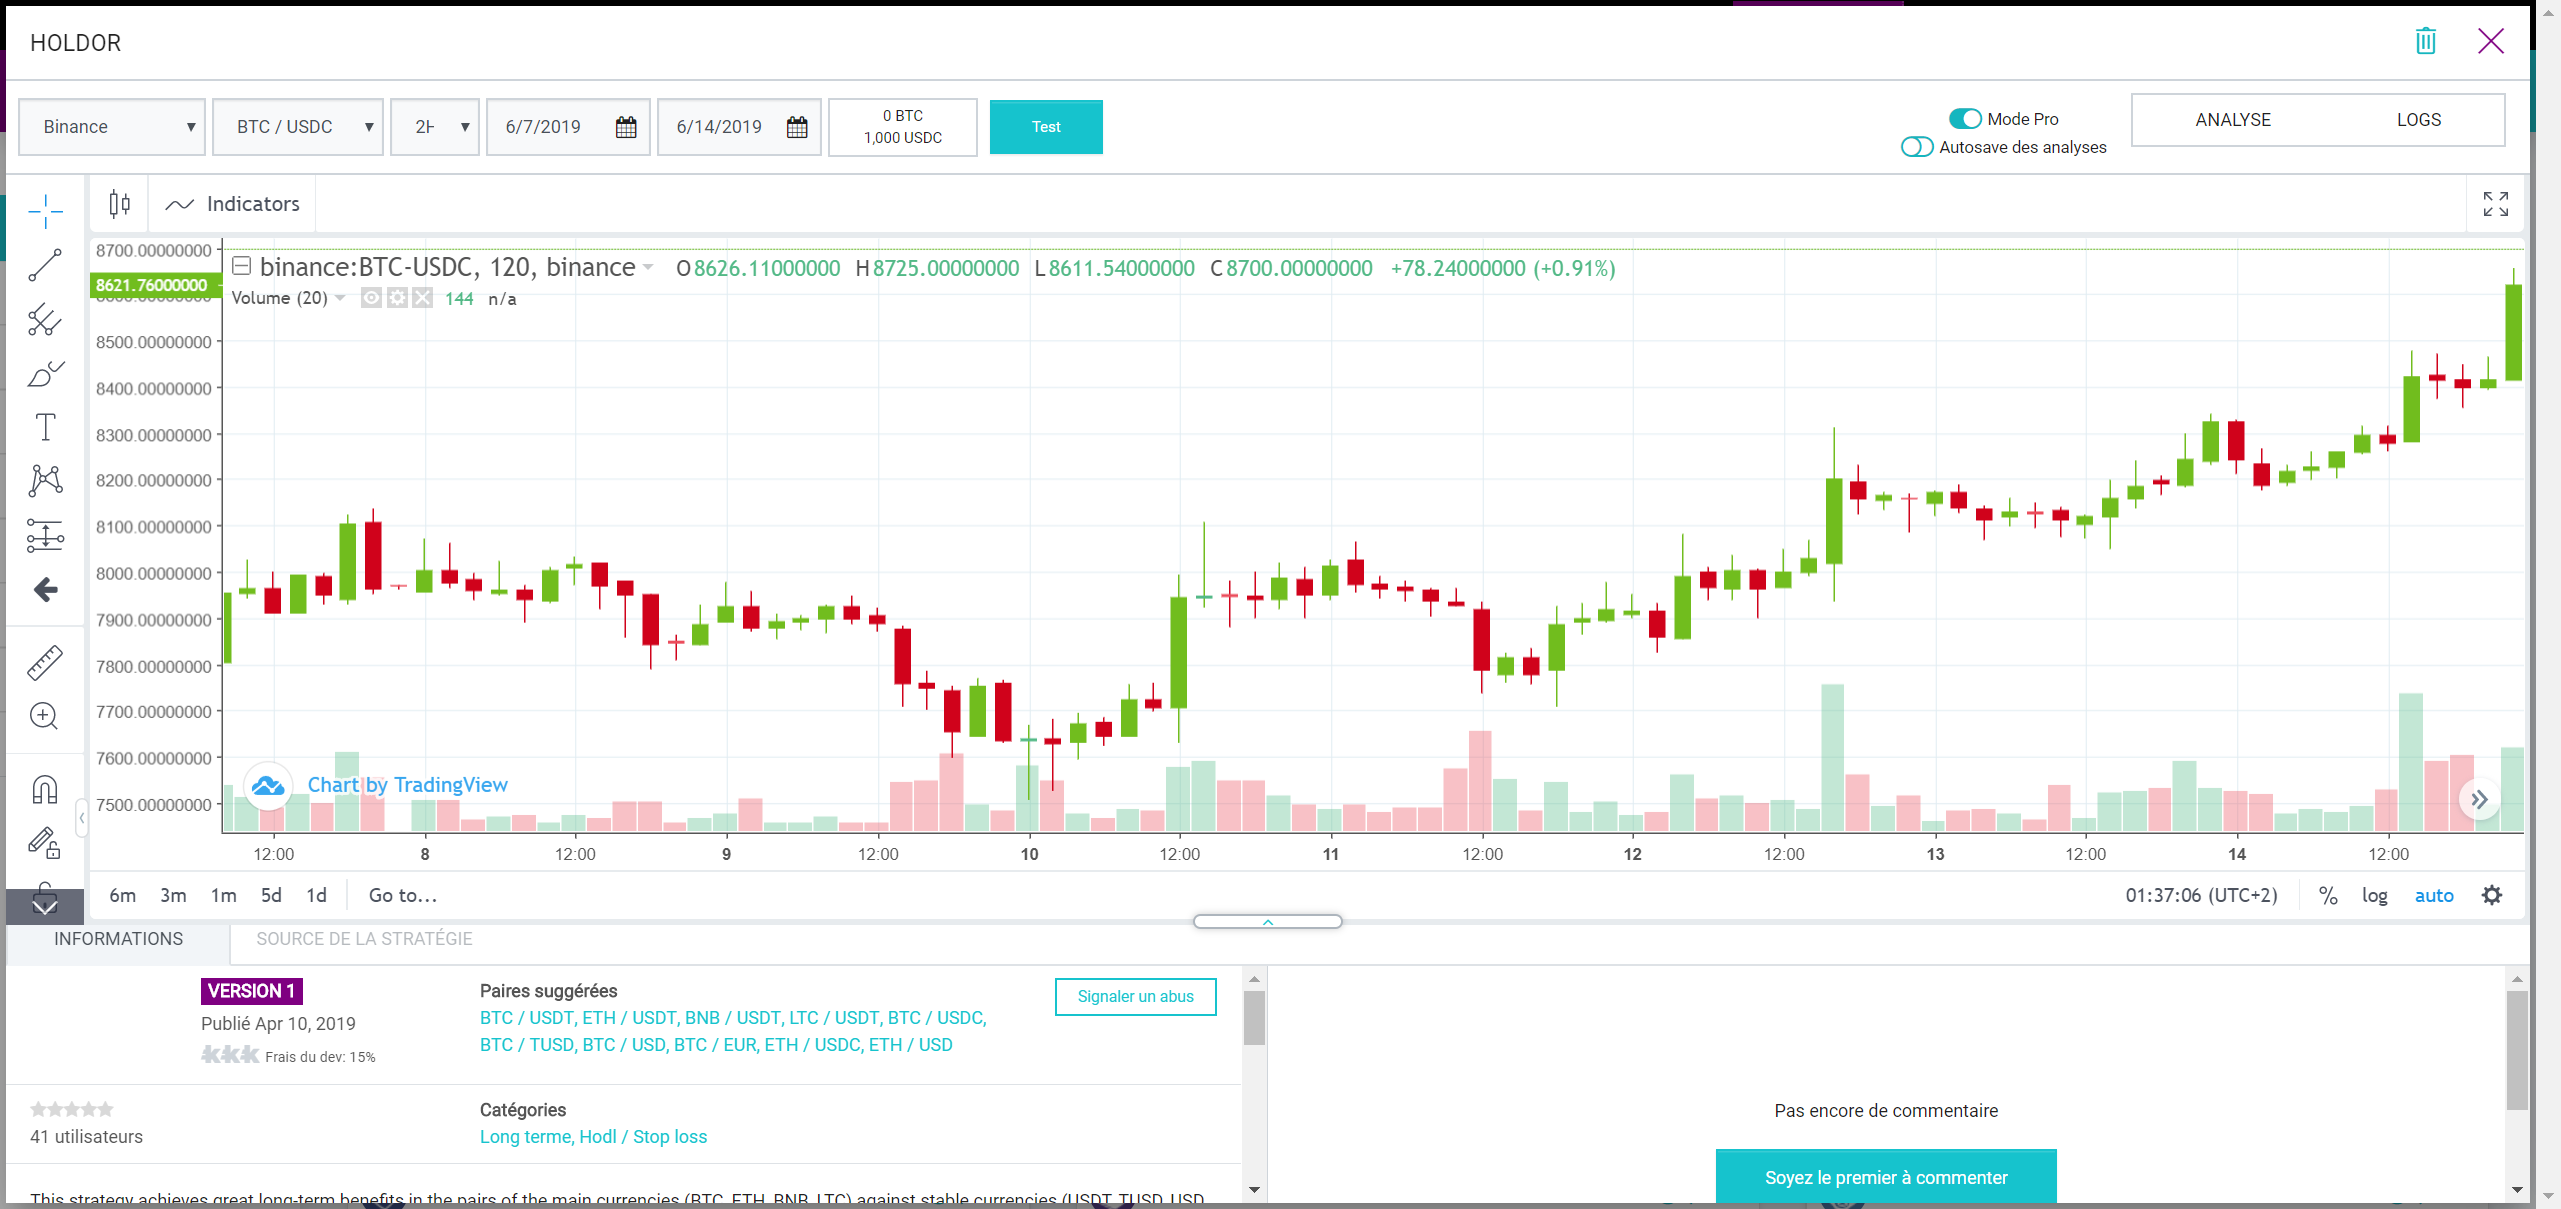 HOLDOR
Binance
BTC / USDC
2H
6/7/2019
6/14/2019
0 BTC
1,000 USDC
Test
Mode Pro
Autosave des analyses
ANALYSE
LOGS
Indicators
binance:BTC-USDC, 120, binance O8626.11000000 H8725.00000000 L8611.54000000 C8700.00000000 +78.24000000 (+0.91%)
Volume (20) 144 n/a
8700.00000000
8621.76000000
8500.00000000
8400.00000000
8300.00000000
8200.00000000
8100.00000000
8000.00000000
7900.00000000
7800.00000000
7700.00000000
7600.00000000
7500.00000000
Chart by TradingView
12:00 8 12:00 9 12:00 10 12:00 11 12:00 12 12:00 13 12:00 14 12:00
6m 3m 1m 5d 1d Go to...
01:37:06 (UTC+2) % log auto
INFORMATIONS
SOURCE DE LA STRATÉGIE
VERSION 1
Publié Apr 10, 2019
Frais du dev: 15%
Paires suggérées
BTC / USDT, ETH / USDT, BNB / USDT, LTC / USDT, BTC / USDC,
BTC / TUSD, BTC / USD, BTC / EUR, ETH / USDC, ETH / USD
Signaler un abus
41 utilisateurs
Catégories
Long terme, Hodl / Stop loss
This strategy achieves great long-term benefits in the pairs of the main currencies (BTC, ETH, BNB, LTC) against stable currencies (USDT, TUSD, USD,
Pas encore de commentaire
Soyez le premier à commenter